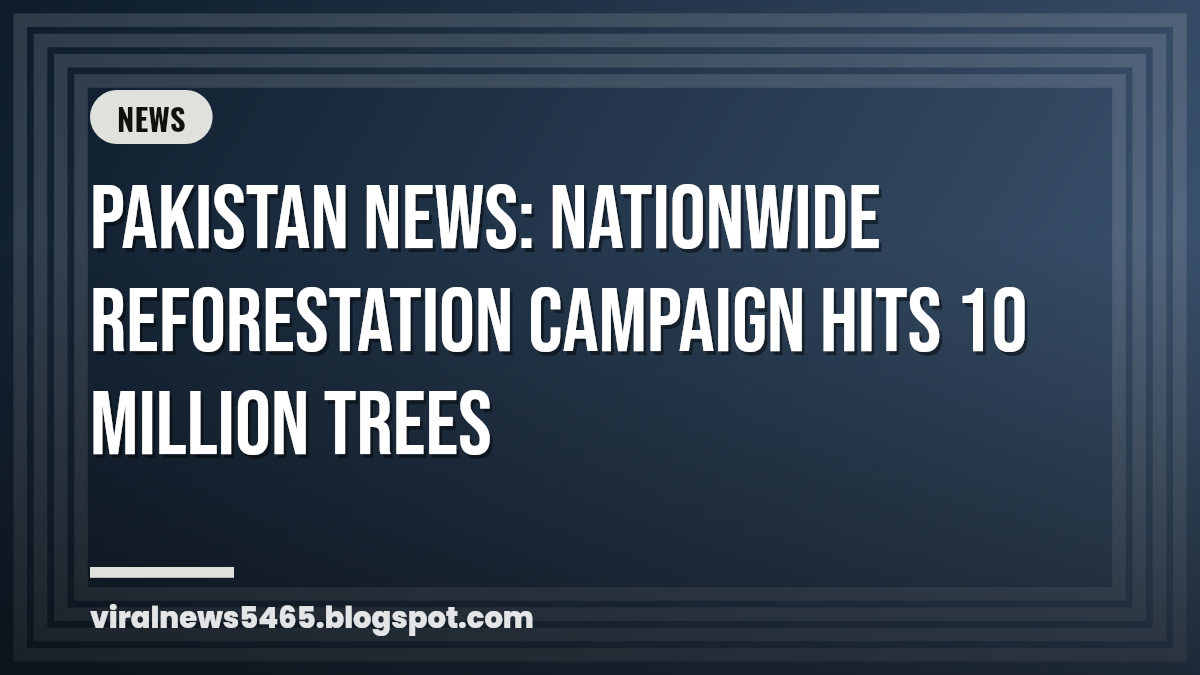 NEWS
PAKISTAN NEWS: NATIONWIDE
REFORESTATION CAMPAIGN HITS 10
MILLION TREES
viralnews5465.blogspot.com